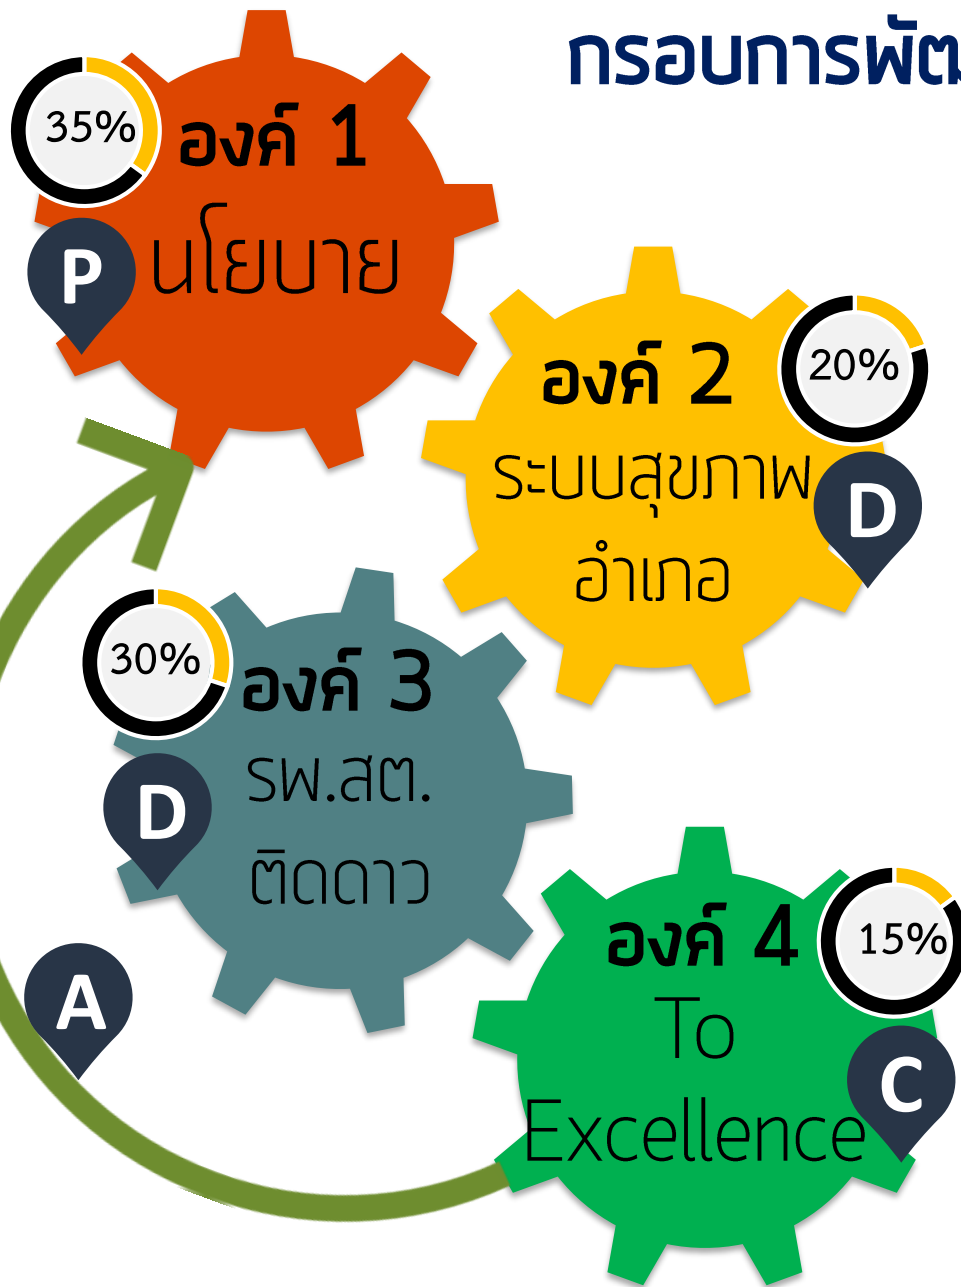 กรอบการพัฒ
35%
องค์ 1
นโยบาย
P
องค์ 2
20%
ระบบสุขภาพ
อำเภอ
D
30%
องค์ 3
รพ.สต.
ติดดาว
D
องค์ 4
15%
To
Excellence
C
A